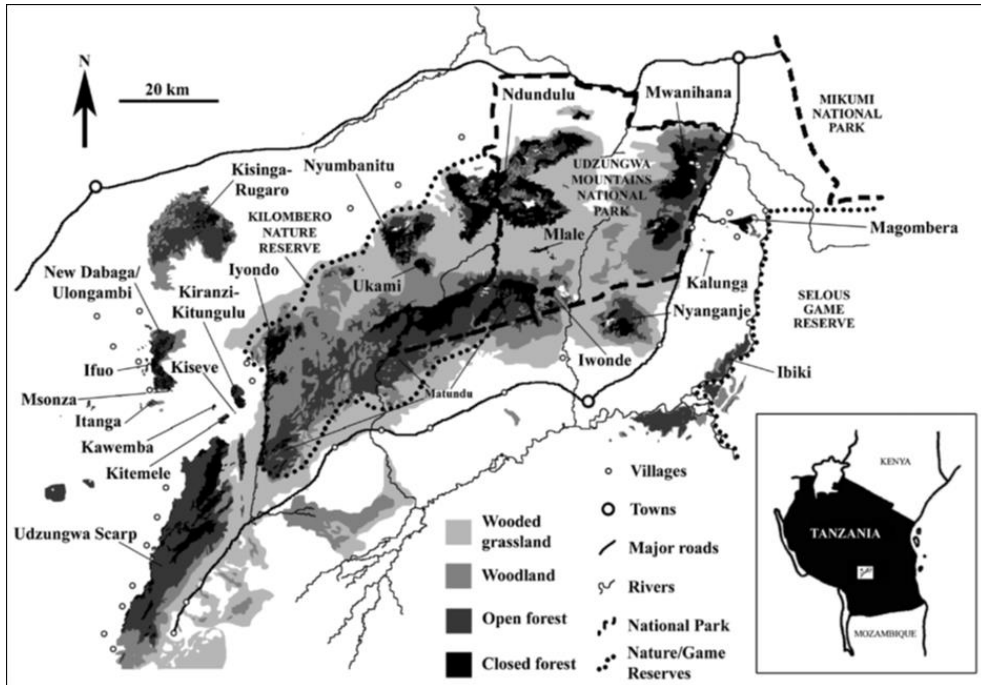 N
20 km
Ndundulu
Mwanihana
MIKUMI
NATIONAL
PARK
Kisinga-
Rugaro
Nyumbanitu
UDZUNGWA
MOUNTAINS
NATIONAL
PARK
KILOMBERO
NATURE
RESERVE
Mlale
Magombera
New Dabaga/
Ulongambi
Iyondo
Kiranzi-
Kitungulu
Ukami
Kalunga
Nyanganje
SELOUS
GAME
RESERVE
Ifuo
Kiseve
Iwonde
Ibiki
Msonza
Matundu
Itanga
Kawemba
Kitemele
Udzungwa Scarp
Wooded
grassland
Woodland
Open forest
Closed forest
Villages
Towns
Major roads
Rivers
National Park
Nature/Game
Reserves
KENYA
TANZANIA
MOZAMBIQUE